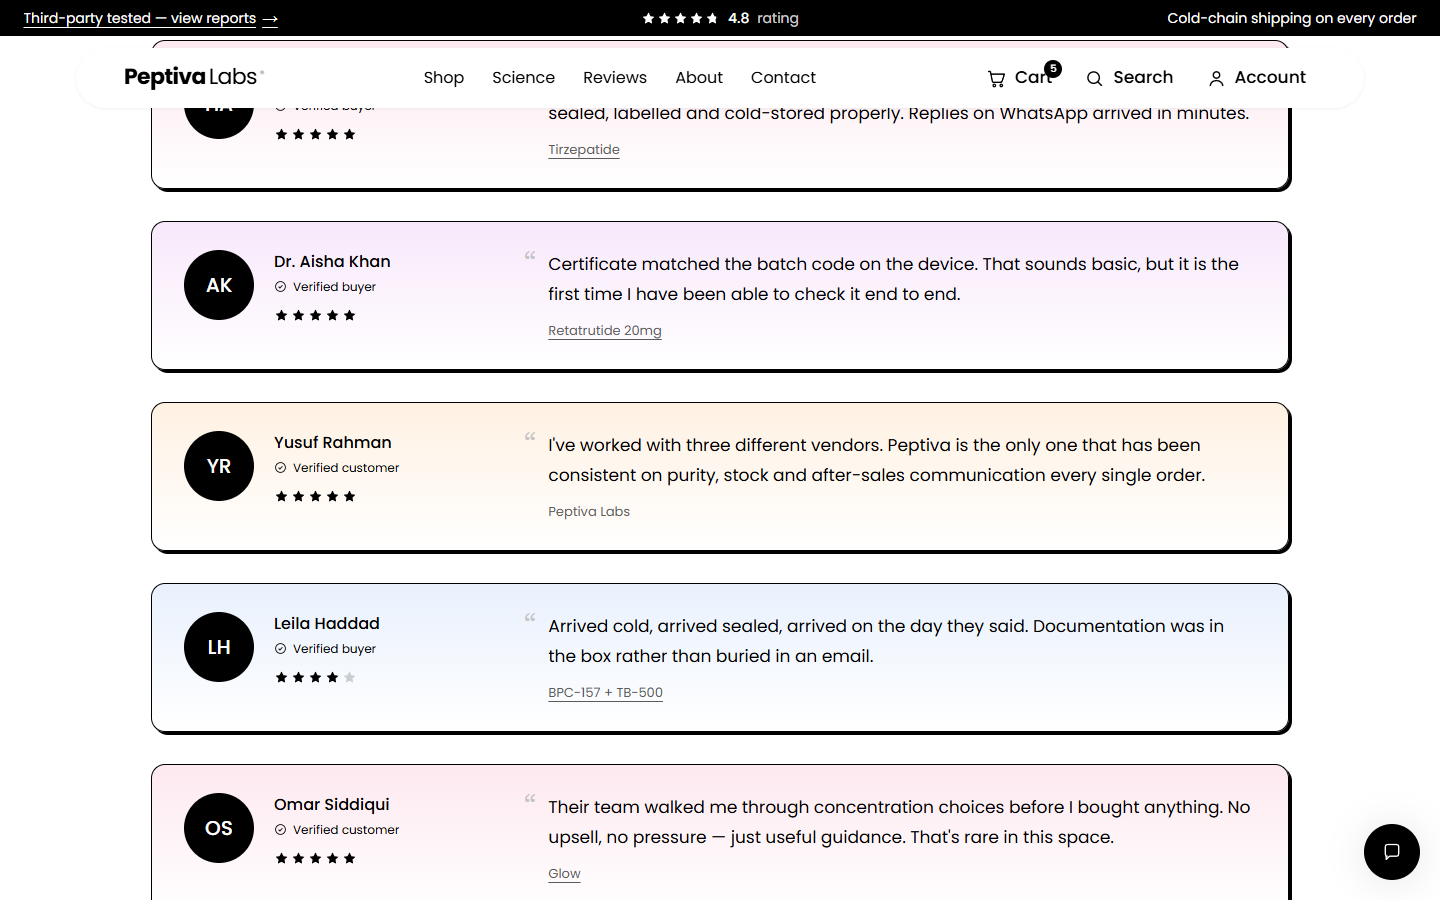 Third-party tested — view reports →
4.8 rating
Cold-chain shipping on every order
Peptiva Labs
Shop
Science
Reviews
About
Contact
Cart
5
Search
Account
sealed, labelled and cold-stored properly. Replies on WhatsApp arrived in minutes.
Tirzepatide
AK
Dr. Aisha Khan
Verified buyer
“ Certificate matched the batch code on the device. That sounds basic, but it is the
first time I have been able to check it end to end.
Retatrutide 20mg
YR
Yusuf Rahman
Verified customer
“ I've worked with three different vendors. Peptiva is the only one that has been
consistent on purity, stock and after-sales communication every single order.
Peptiva Labs
LH
Leila Haddad
Verified buyer
“ Arrived cold, arrived sealed, arrived on the day they said. Documentation was in
the box rather than buried in an email.
BPC-157 + TB-500
OS
Omar Siddiqui
Verified customer
“ Their team walked me through concentration choices before I bought anything. No
upsell, no pressure — just useful guidance. That's rare in this space.
Glow